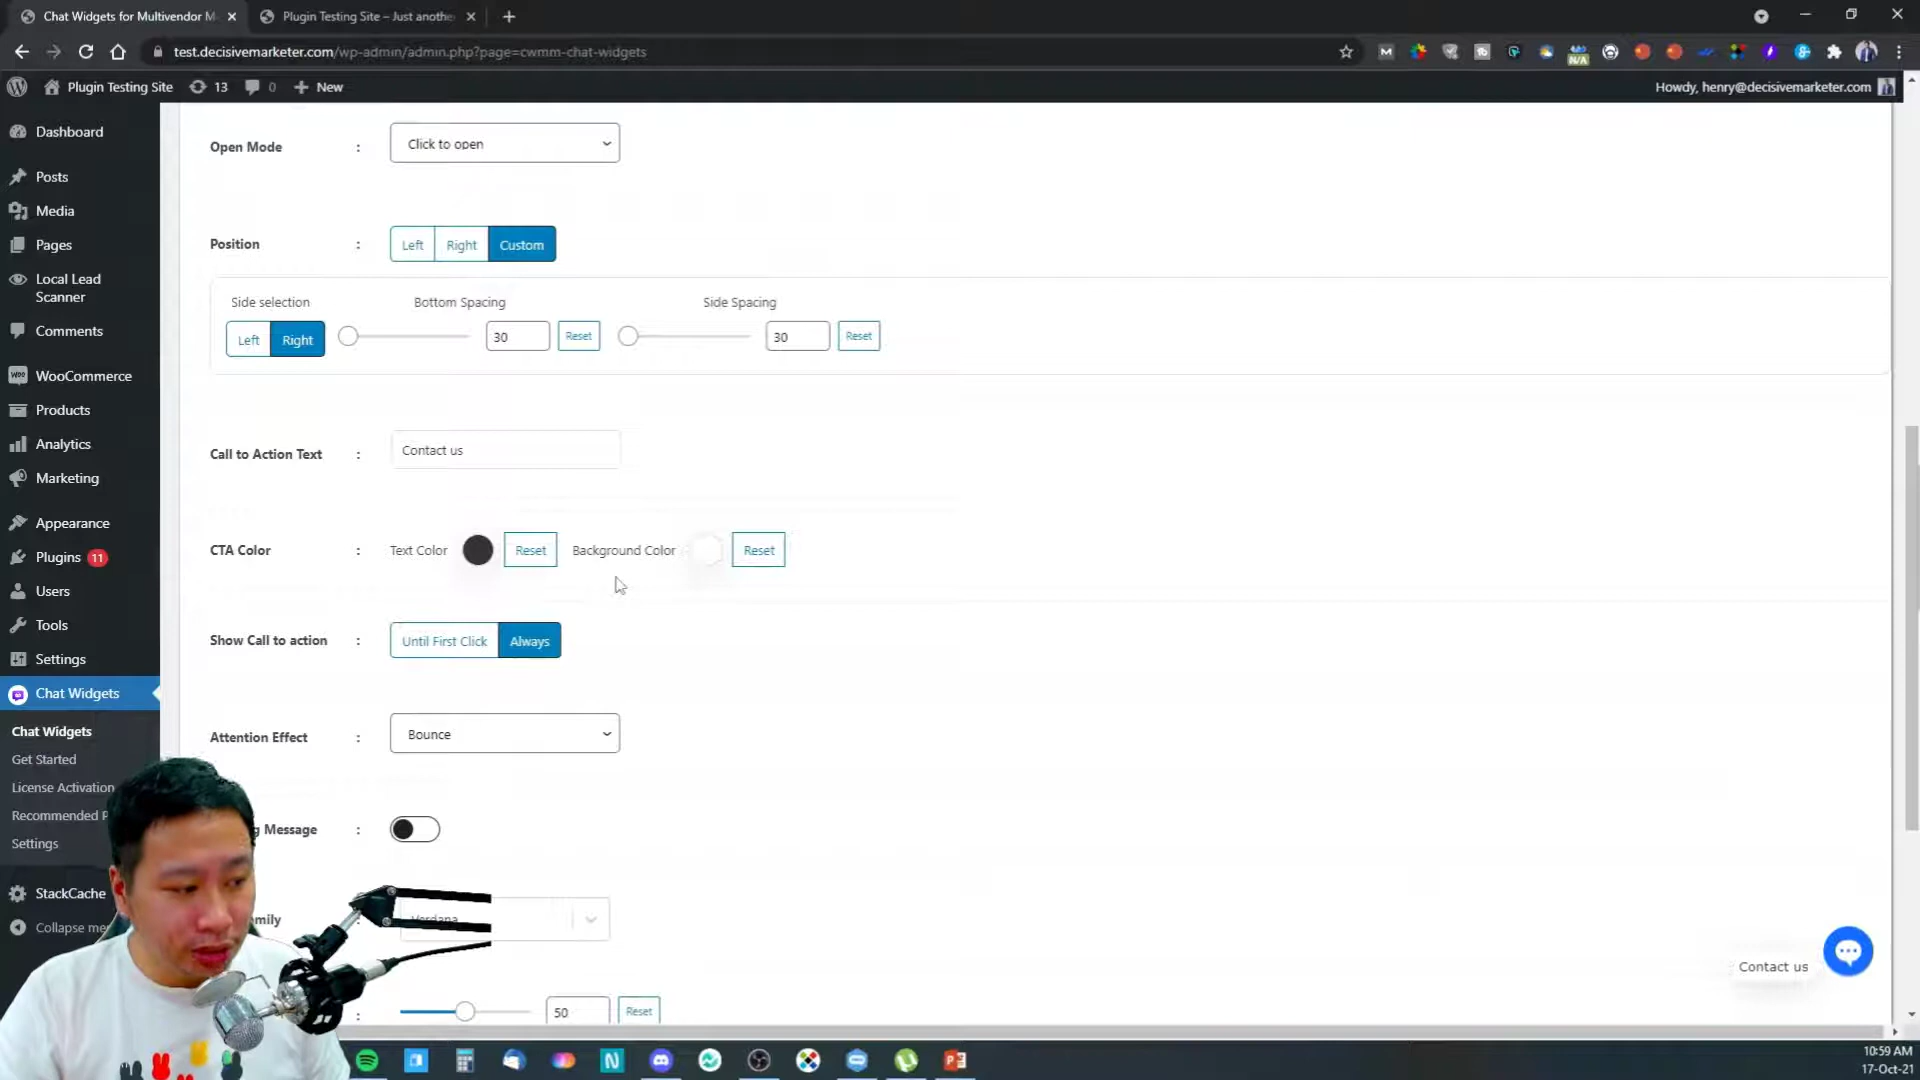 Chat Widgets for Multivendor M
Plugin Testing Site – Just anothe
test.decisivemarketer.com/wp-admin/admin.php?page=cwmm-chat-widgets
N/A
Plugin Testing Site
13
0
New
Howdy, henry@decisivemarketer.com
Dashboard
Posts
Media
Pages
Local Lead
Scanner
Comments
WooCommerce
Products
Analytics
Marketing
Appearance
Plugins 11
Users
Tools
Settings
Chat Widgets
Chat Widgets
Get Started
License Activation
Recommended P
Settings
StackCache
Collapse me
Open Mode : Click to open
Position : Left Right Custom
Side selection Bottom Spacing Side Spacing
Left Right 30 Reset 30 Reset
Call to Action Text : Contact us
CTA Color : Text Color Reset Background Color Reset
Show Call to action : Until First Click Always
Attention Effect : Bounce
g Message :
mily Verdana
: 50 Reset
Contact us
10:59 AM
17-Oct-21